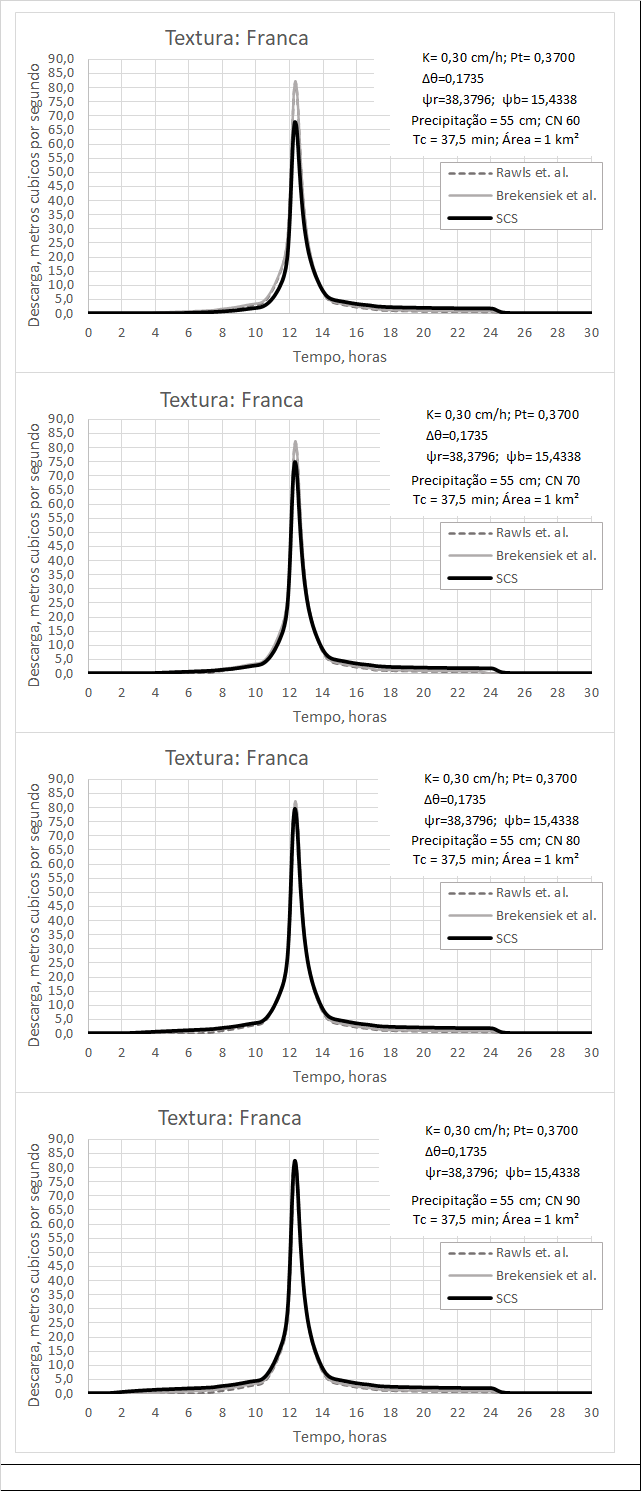 Textura: Franca
K= 0,30 cm/h; Pt= 0,3700
Δθ=0,1735
ψr=38,3796; ψb= 15,4338
Precipitação = 55 cm; CN 60
Tc = 37,5 min; Área = 1 km²
Rawls et. al.
Brekensiek et al.
SCS
Descarga, metros cubicos por segundo
90,0
85,0
80,0
75,0
70,0
65,0
60,0
55,0
50,0
45,0
40,0
35,0
30,0
25,0
20,0
15,0
10,0
5,0
0,0
0 2 4 6 8 10 12 14 16 18 20 22 24 26 28 30
Tempo, horas
Textura: Franca
K= 0,30 cm/h; Pt= 0,3700
Δθ=0,1735
ψr=38,3796; ψb= 15,4338
Precipitação = 55 cm; CN 70
Tc = 37,5 min; Área = 1 km²
Rawls et. al.
Brekensiek et al.
SCS
Descarga, metros cubicos por segundo
90,0
85,0
80,0
75,0
70,0
65,0
60,0
55,0
50,0
45,0
40,0
35,0
30,0
25,0
20,0
15,0
10,0
5,0
0,0
0 2 4 6 8 10 12 14 16 18 20 22 24 26 28 30
Tempo, horas
Textura: Franca
K= 0,30 cm/h; Pt= 0,3700
Δθ=0,1735
ψr=38,3796; ψb= 15,4338
Precipitação = 55 cm; CN 80
Tc = 37,5 min; Área = 1 km²
Rawls et. al.
Brekensiek et al.
SCS
Descarga, metros cubicos por segundo
90,0
85,0
80,0
75,0
70,0
65,0
60,0
55,0
50,0
45,0
40,0
35,0
30,0
25,0
20,0
15,0
10,0
5,0
0,0
0 2 4 6 8 10 12 14 16 18 20 22 24 26 28 30
Tempo, horas
Textura: Franca
K= 0,30 cm/h; Pt= 0,3700
Δθ=0,1735
ψr=38,3796; ψb= 15,4338
Precipitação = 55 cm; CN 90
Tc = 37,5 min; Área = 1 km²
Rawls et. al.
Brekensiek et al.
SCS
Descarga, metros cubicos por segundo
90,0
85,0
80,0
75,0
70,0
65,0
60,0
55,0
50,0
45,0
40,0
35,0
30,0
25,0
20,0
15,0
10,0
5,0
0,0
0 2 4 6 8 10 12 14 16 18 20 22 24 26 28 30
Tempo, horas